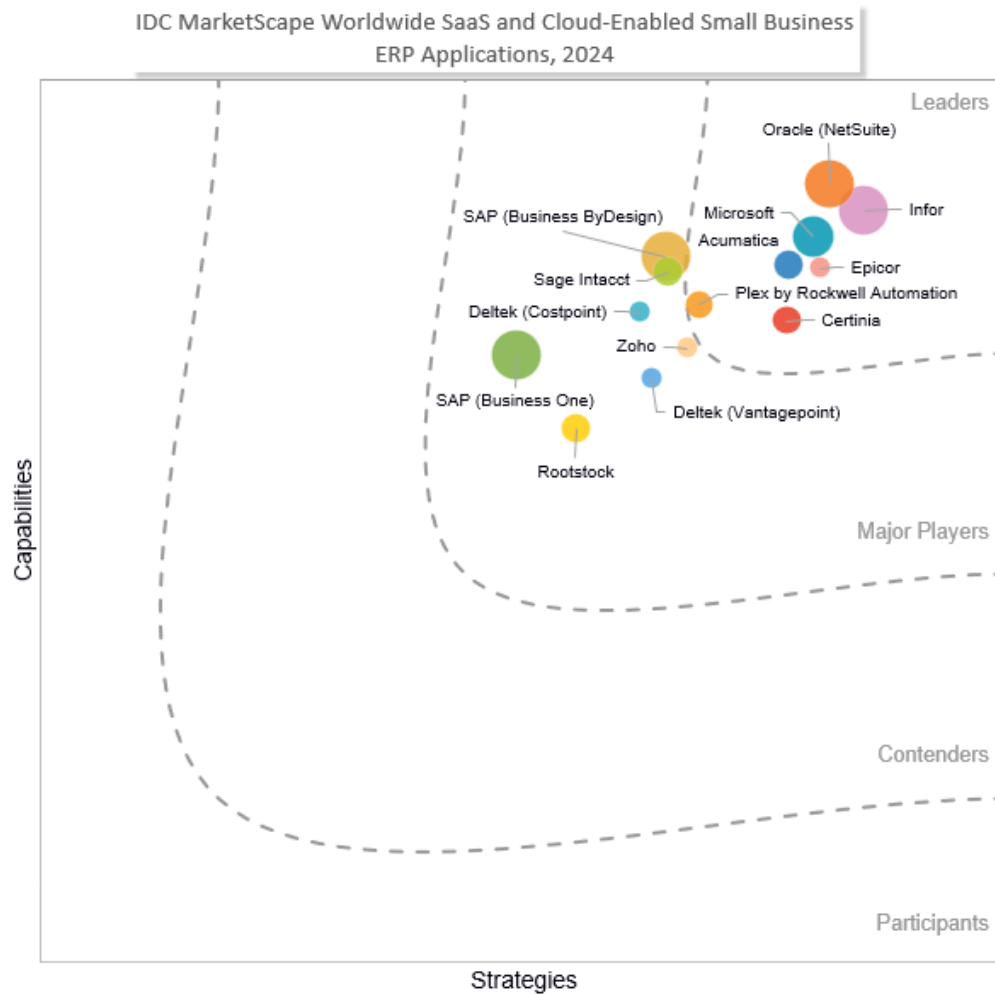 IDC MarketScape Worldwide SaaS and Cloud-Enabled Small Business
ERP Applications, 2024
Leaders
Oracle (NetSuite)
Infor
SAP (Business ByDesign)
Microsoft
Acumatica
Epicor
Sage Intacct
Plex by Rockwell Automation
Deltek (Costpoint)
Certinia
Zoho
SAP (Business One)
Deltek (Vantagepoint)
Rootstock
Major Players
Capabilities
Contenders
Participants
Strategies